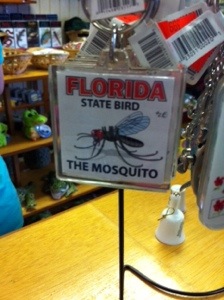 FLORIDA
STATE BIRD
THE MOSQUITO